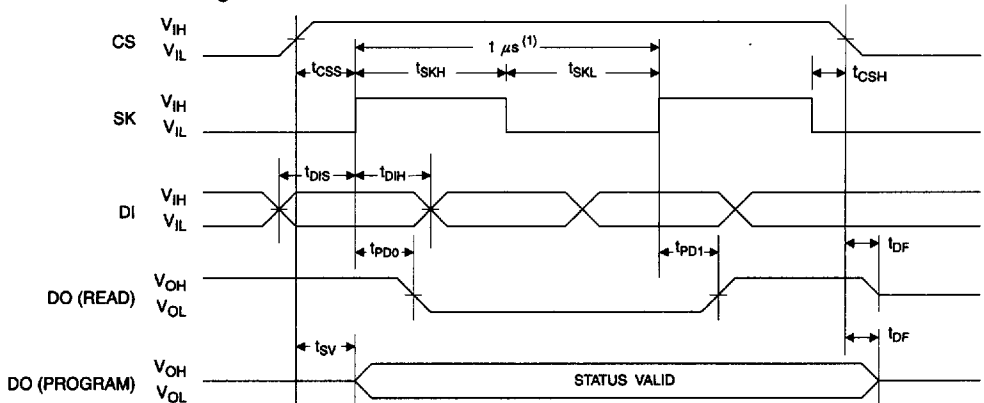 CS
VIH
VIL
1 μs (1)
tCSS
tSKH
tSKL
tCSH
SK
VIH
VIL
tDIS
tDIH
DI
VIH
VIL
tPD0
tPD1
tDF
DO (READ)
VOH
VOL
tSV
tDF
DO (PROGRAM)
VOH
VOL
STATUS VALID